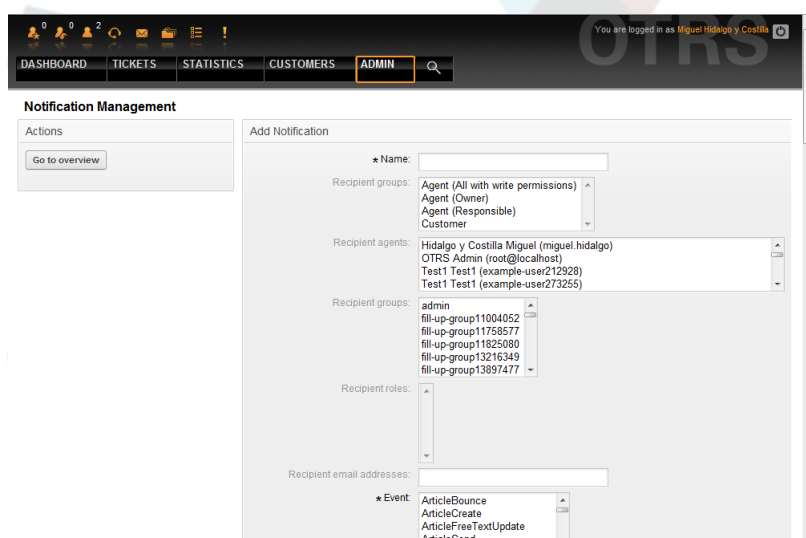 0 0 2
You are logged in as Miguel Hidalgo y Costilla
OTRS
DASHBOARD TICKETS STATISTICS CUSTOMERS ADMIN
Notification Management
Actions
Go to overview
Add Notification
★ Name:
Recipient groups:
Agent (All with write permissions)
Agent (Owner)
Agent (Responsible)
Customer
Recipient agents:
Hidalgo y Costilla Miguel (miguel.hidalgo)
OTRS Admin (root@localhost)
Test1 Test1 (example-user212928)
Test1 Test1 (example-user273255)
Recipient groups:
admin
fill-up-group11004052
fill-up-group11758577
fill-up-group11825080
fill-up-group13216349
fill-up-group13897477
Recipient roles:
Recipient email addresses:
★ Event:
ArticleBounce
ArticleCreate
ArticleFreeTextUpdate
ArticleSend